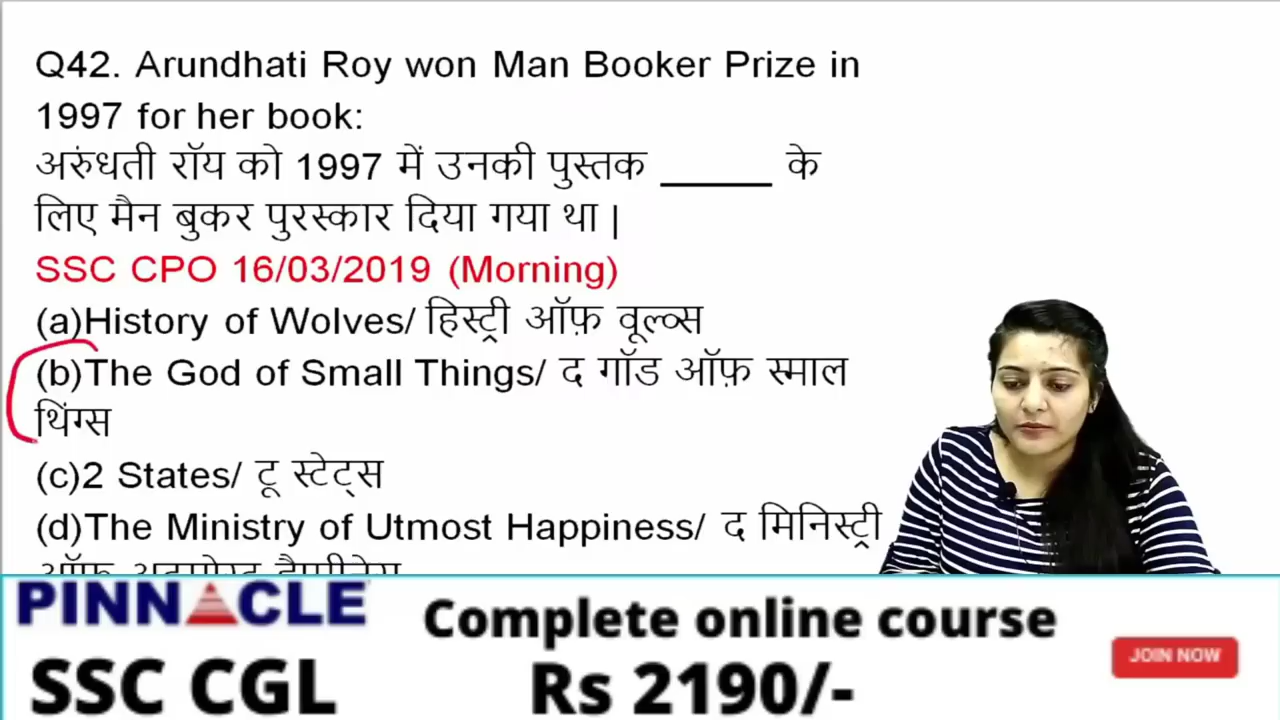 Q42. Arundhati Roy won Man Booker Prize in
1997 for her book:
अरुंधती रॉय को 1997 में उनकी पुस्तक ______ के
लिए मैन बुकर पुरस्कार दिया गया था |
SSC CPO 16/03/2019 (Morning)
(a)History of Wolves/ हिस्ट्री ऑफ़ वूल्व्स
(b)The God of Small Things/ द गॉड ऑफ़ स्माल
थिंग्स
(c)2 States/ टू स्टेट्स
(d)The Ministry of Utmost Happiness/ द मिनिस्ट्री
PINNACLE
SSC CGL
Complete online course
Rs 2190/-
JOIN NOW